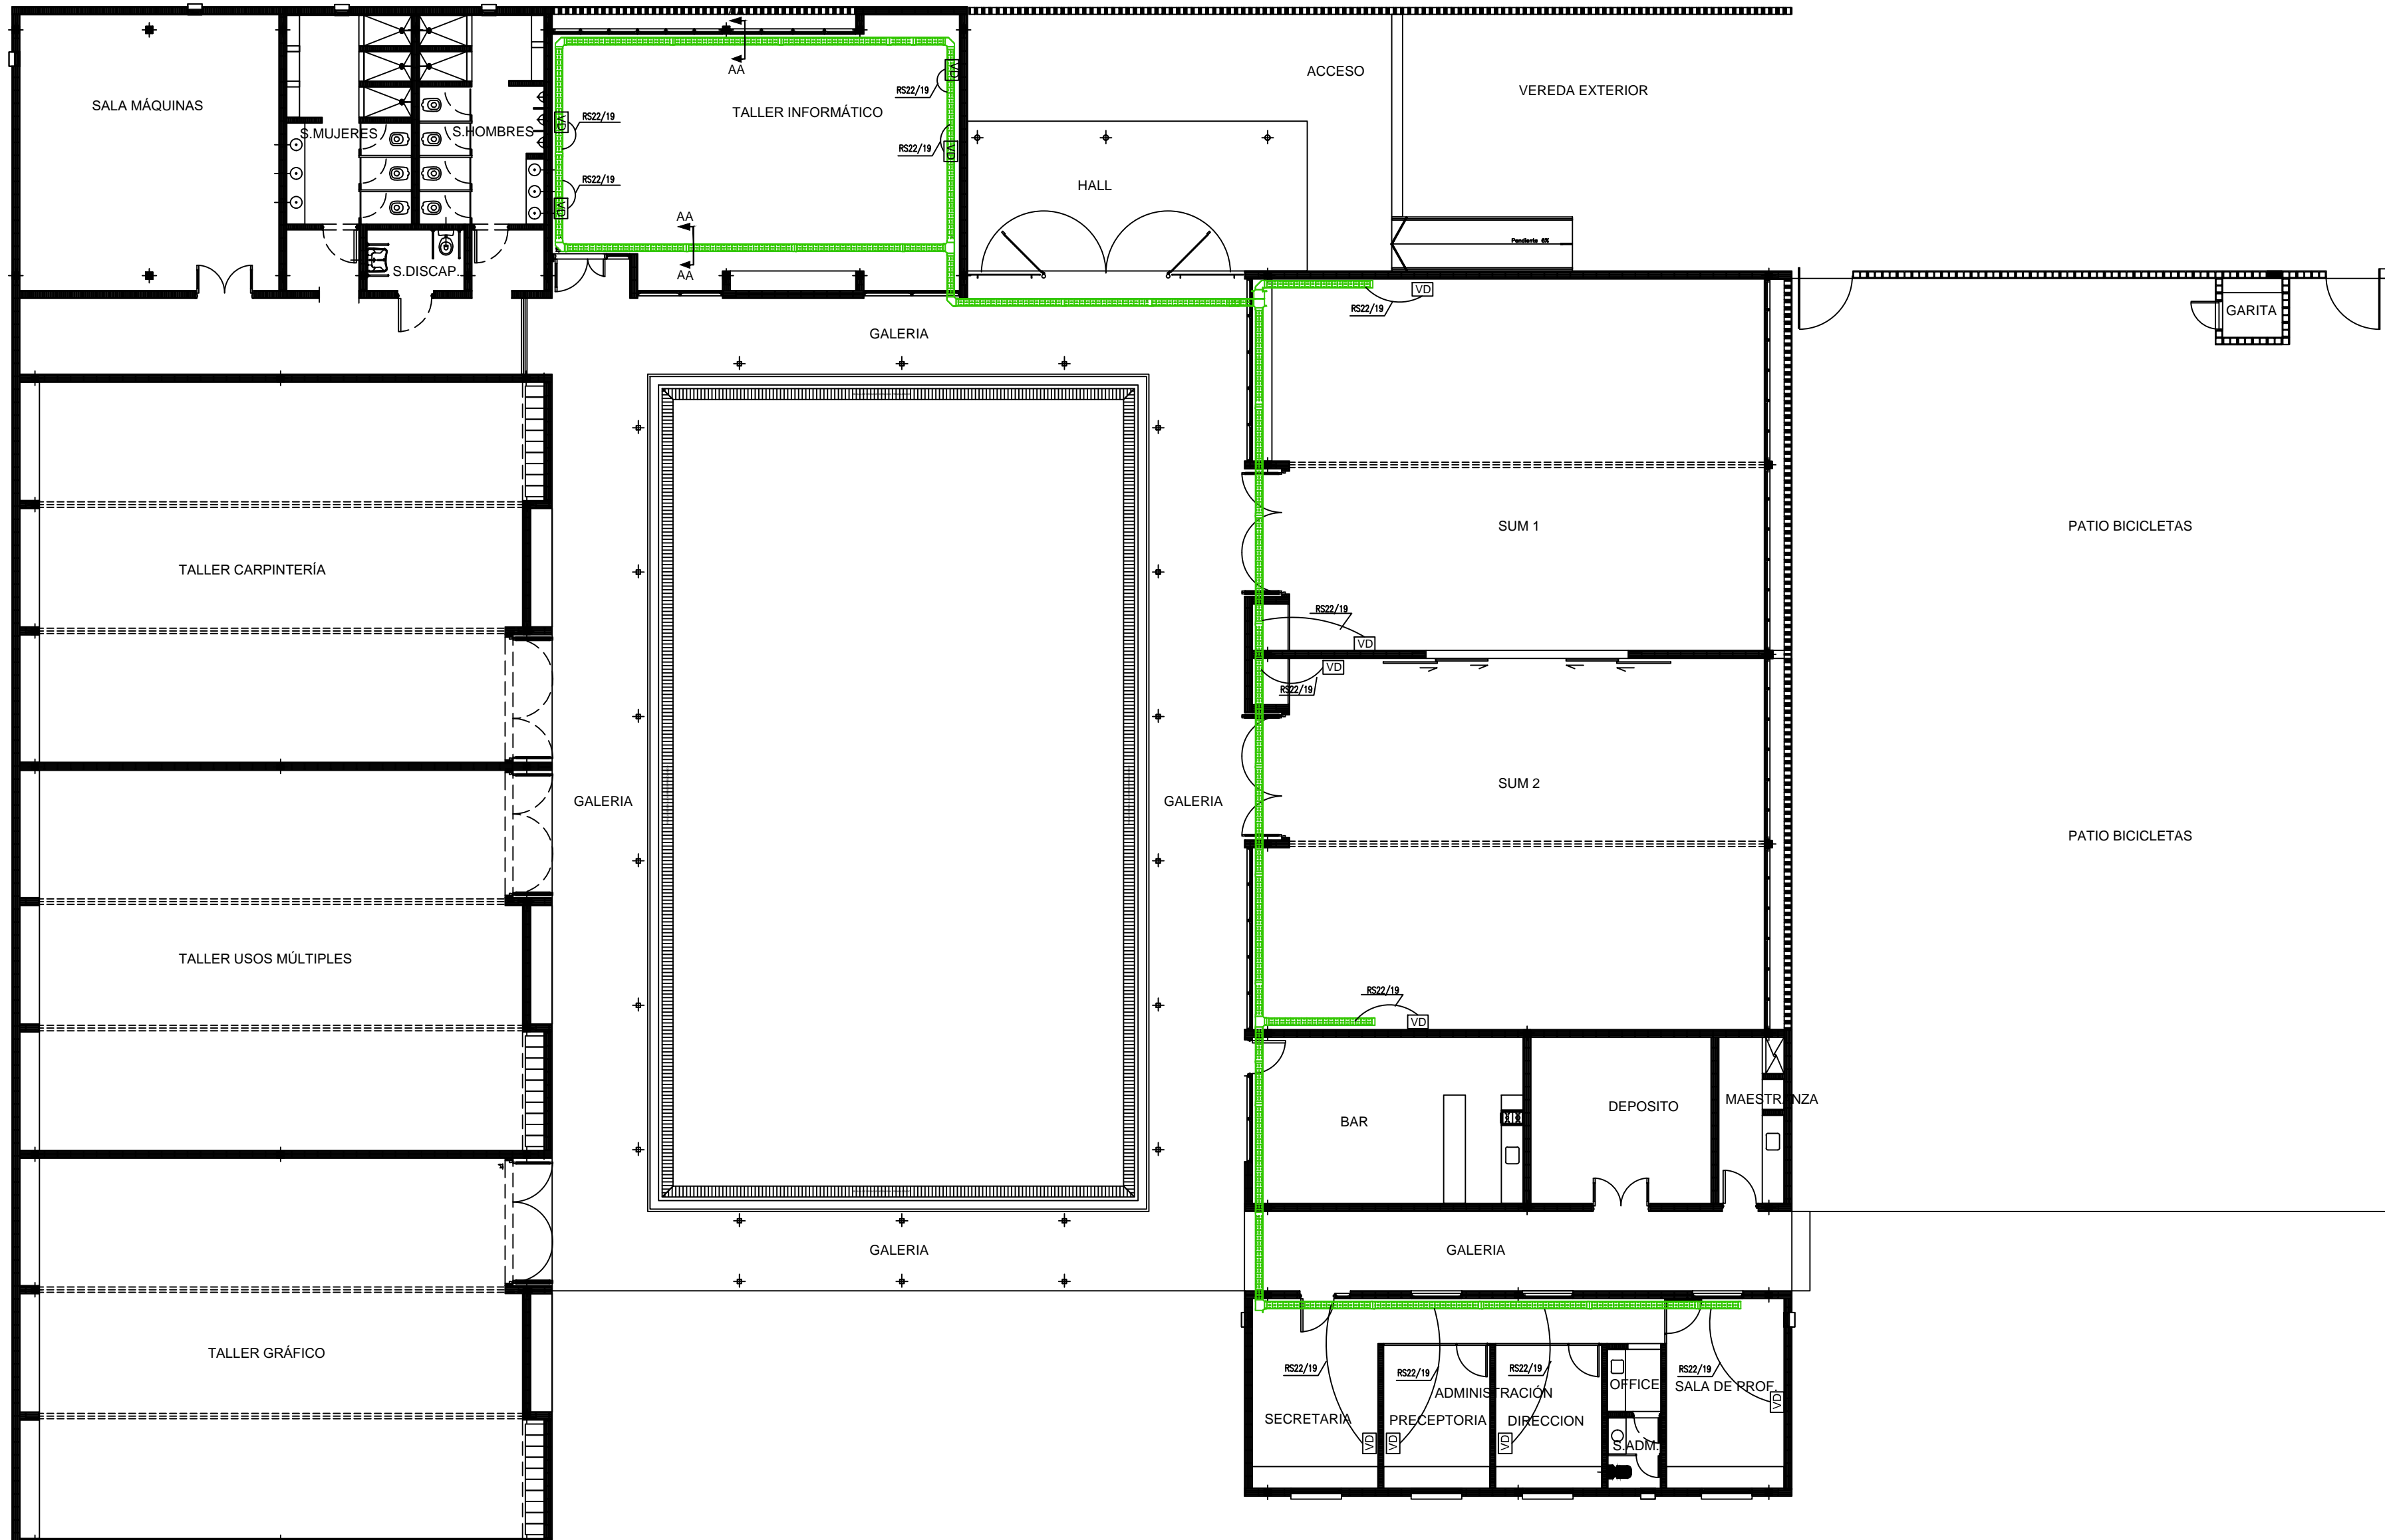 AA
AA
ACCESO
VEREDA EXTERIOR
SALA MÁQUINAS
TALLER INFORMÁTICO
RS22/19
VD
RS22/19
VD
S.MUJERES
S.HOMBRES
RS22/19
VD
RS22/19
VD
HALL
AA
AA
Pendiente 6%
S.DISCAP.
VD
RS22/19
GARITA
GALERIA
SUM 1
PATIO BICICLETAS
TALLER CARPINTERÍA
RS22/19
VD
VD
RS22/19
SUM 2
GALERIA
GALERIA
PATIO BICICLETAS
TALLER USOS MÚLTIPLES
RS22/19
VD
BAR
DEPOSITO
MAESTRANZA
GALERIA
GALERIA
TALLER GRÁFICO
RS22/19
RS22/19
RS22/19
RS22/19
OFFICE
SALA DE PROF.
ADMINISTRACIÓN
SECRETARIA
PRECEPTORIA
DIRECCION
VD
VD
VD
VD
S.ADM.